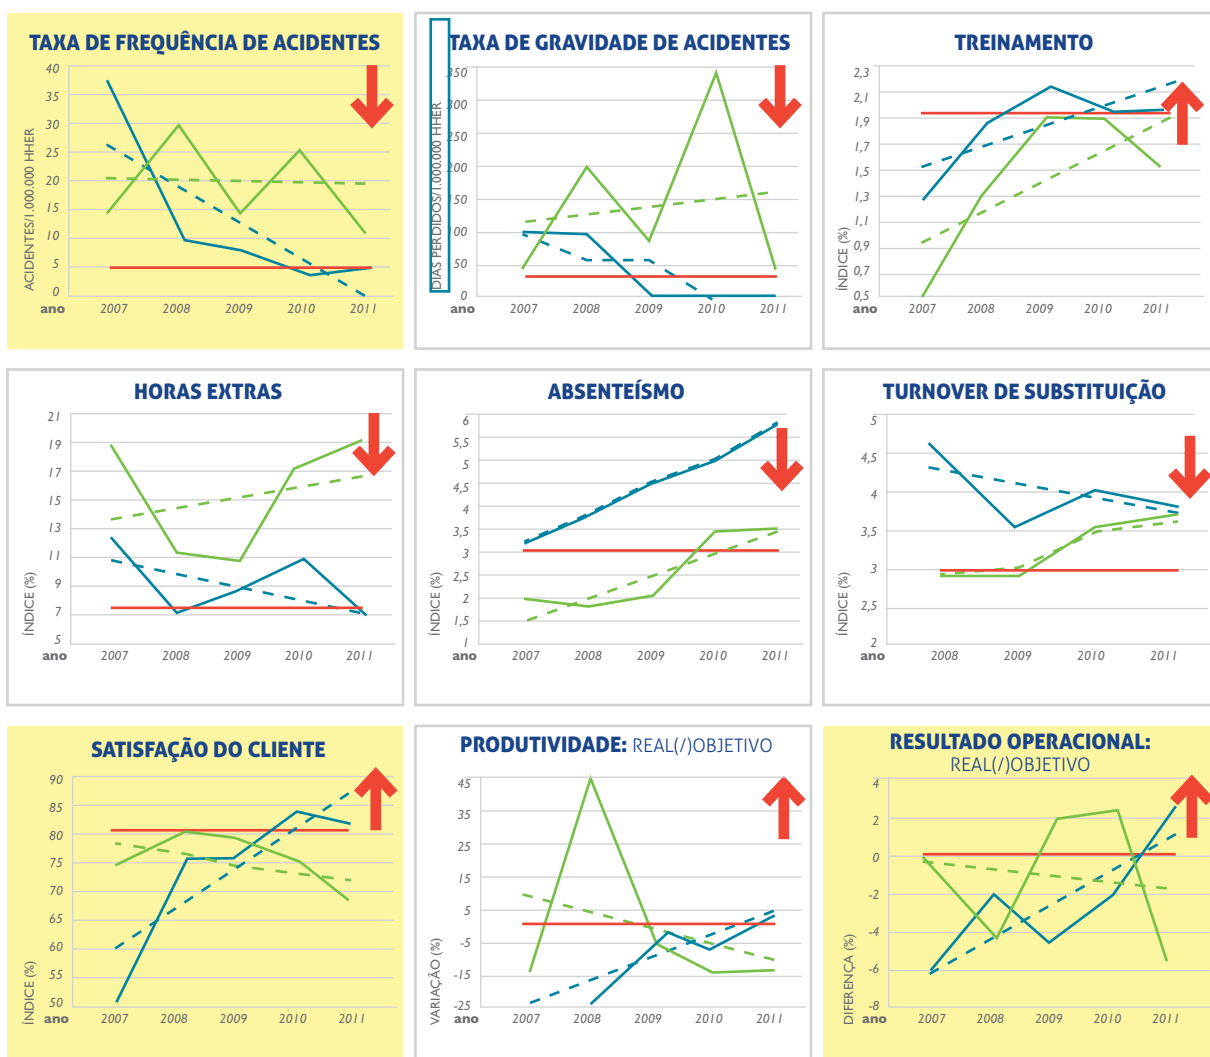 TAXA DE FREQUÊNCIA DE ACIDENTES
40
35
30
25
20
15
10
5
0
ACIDENTES/1.000.000 HHER
ano 2007 2008 2009 2010 2011
TAXA DE GRAVIDADE DE ACIDENTES
350
300
250
200
150
100
50
0
DIAS PERDIDOS/1.000.000 HHER
ano 2007 2008 2009 2010 2011
TREINAMENTO
2,3
2,1
1,9
1,7
1,5
1,3
1,1
0,9
0,7
0,5
ÍNDICE (%)
2007 2008 2009 2010 2011
HORAS EXTRAS
21
19
17
15
13
11
9
7
5
ÍNDICE (%)
ano 2007 2008 2009 2010 2011
ABSENTEÍSMO
6
5,5
5
4,5
4
3,5
3
2,5
2
1,5
1
ÍNDICE (%)
ano 2007 2008 2009 2010 2011
TURNOVER DE SUBSTITUIÇÃO
5
4,5
4
3,5
3
2,5
2
ÍNDICE (%)
ano 2008 2009 2010 2011
SATISFAÇÃO DO CLIENTE
90
85
80
75
70
65
60
55
50
ÍNDICE (%)
ano 2007 2008 2009 2010 2011
PRODUTIVIDADE: REAL(/)OBJETIVO
45
35
25
15
5
-5
-15
-25
VARIAÇÃO (%)
ano 2007 2008 2009 2010 2011
RESULTADO OPERACIONAL:
REAL(/)OBJETIVO
4
2
0
-2
-4
-6
-8
DIFERENÇA (%)
ano 2007 2008 2009 2010 2011